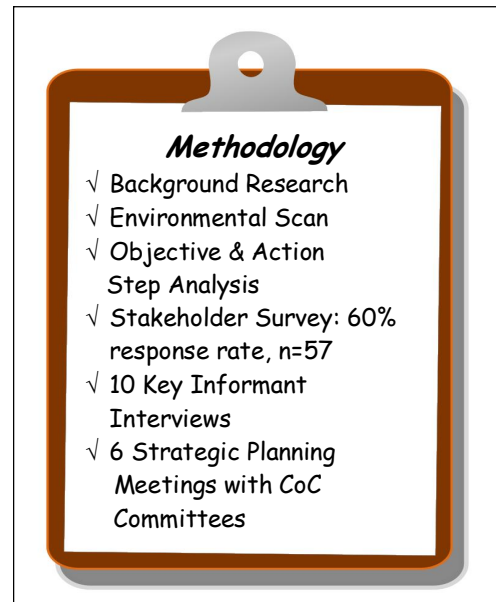 Methodology
√ Background Research
√ Environmental Scan
√ Objective & Action
Step Analysis
√ Stakeholder Survey: 60%
response rate, n=57
√ 10 Key Informant
Interviews
√ 6 Strategic Planning
Meetings with CoC
Committees